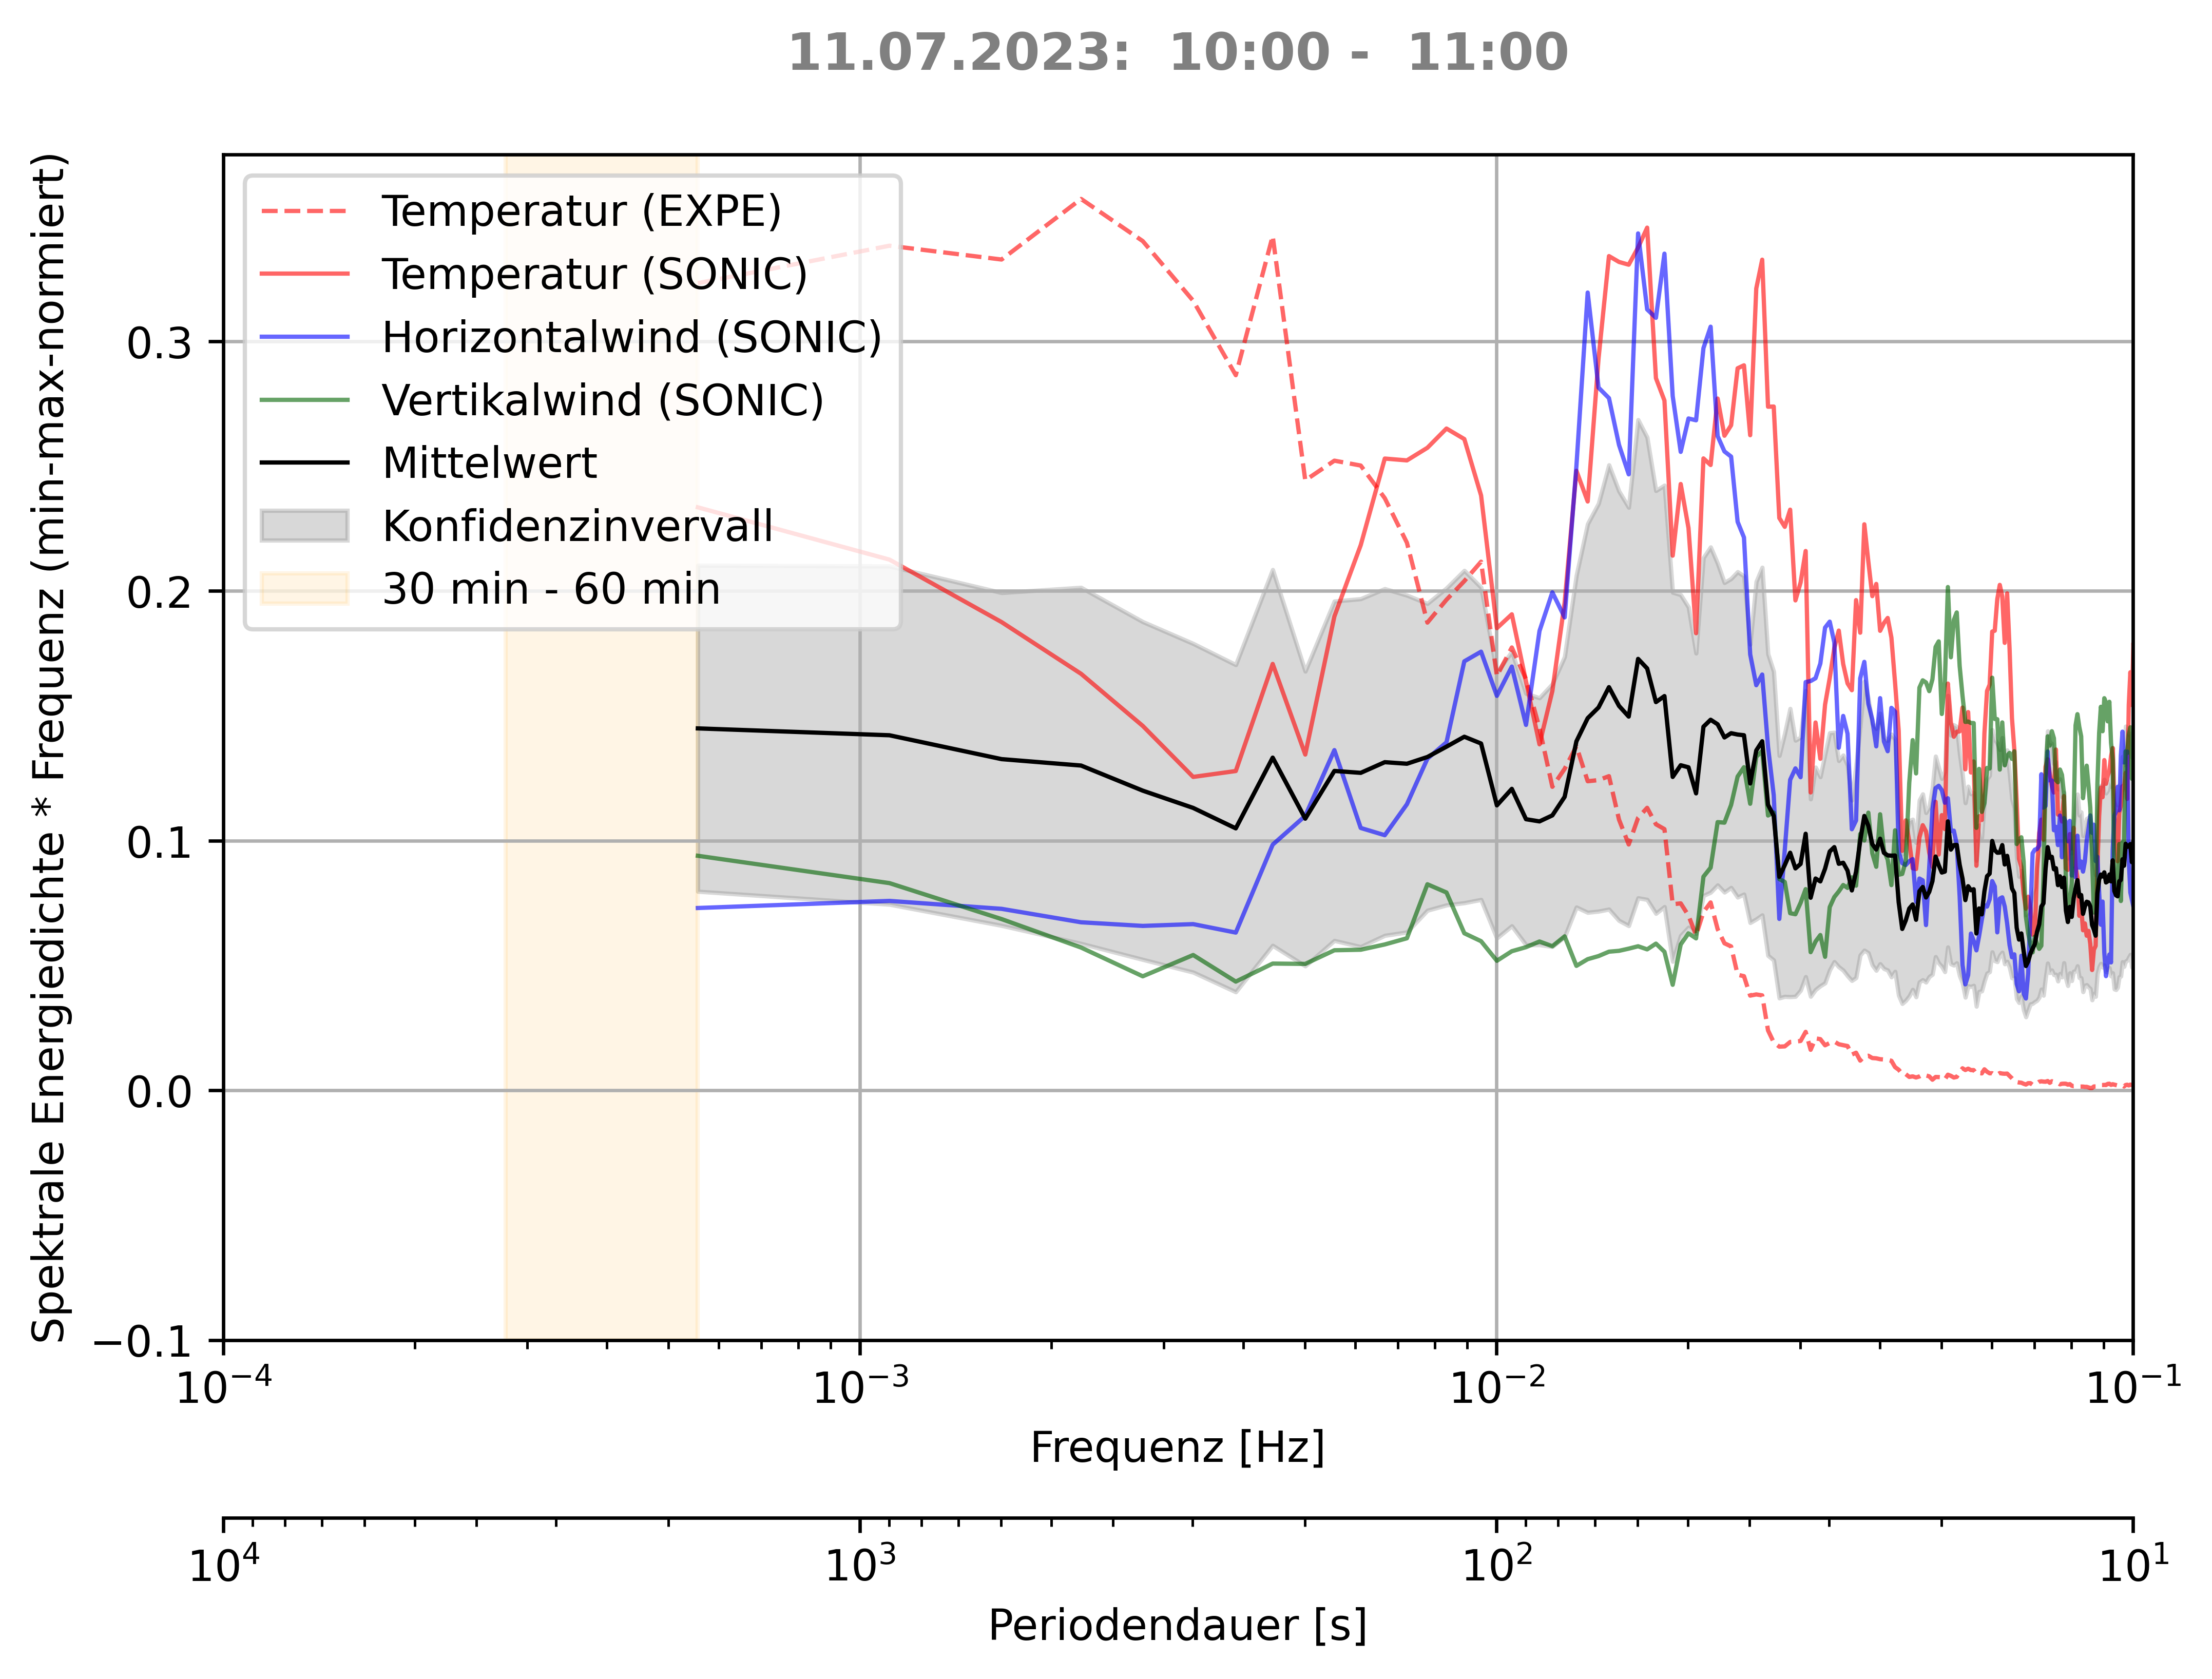 11.07.2023: 10:00 - 11:00
Spektrale Energiedichte * Frequenz (min-max-normiert)
Temperatur (EXPE)
Temperatur (SONIC)
Horizontalwind (SONIC)
Vertikalwind (SONIC)
Mittelwert
Konfidenzinvervall
30 min - 60 min
0.3
0.2
0.1
0.0
−0.1
10⁻⁴ 10⁻³ 10⁻² 10⁻¹
Frequenz [Hz]
10⁴ 10³ 10² 10¹
Periodendauer [s]